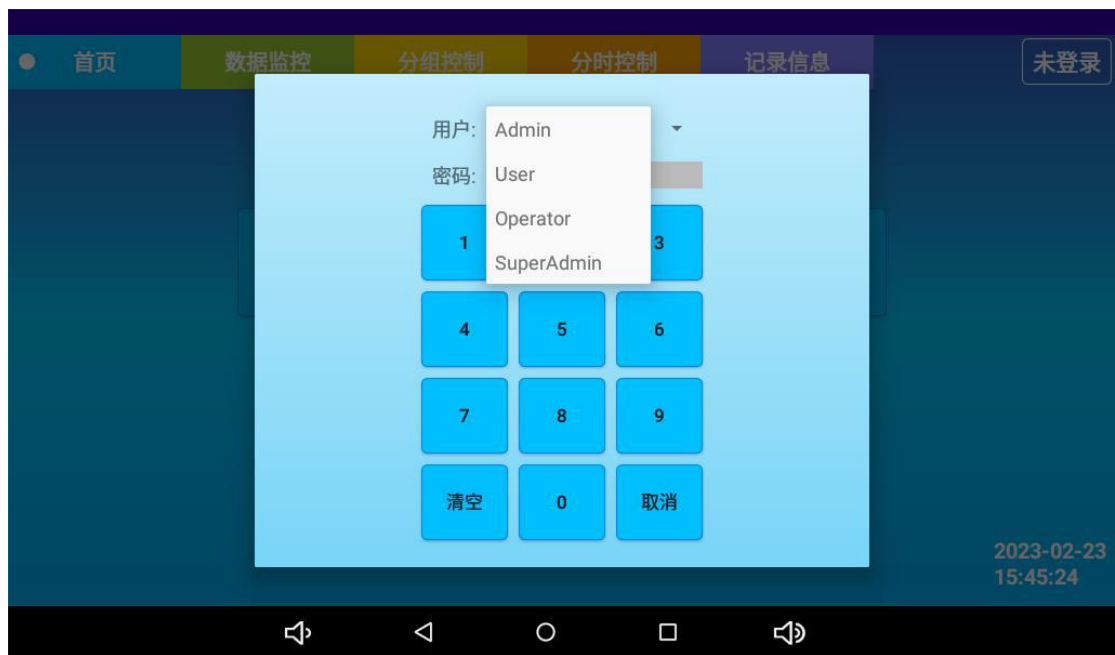 首页 数据监控 分组控制 分时控制 记录信息 未登录
用户: Admin
密码: User
Operator
1 3
SuperAdmin
4 5 6
7 8 9
清空 0 取消
2023-02-23
15:45:24